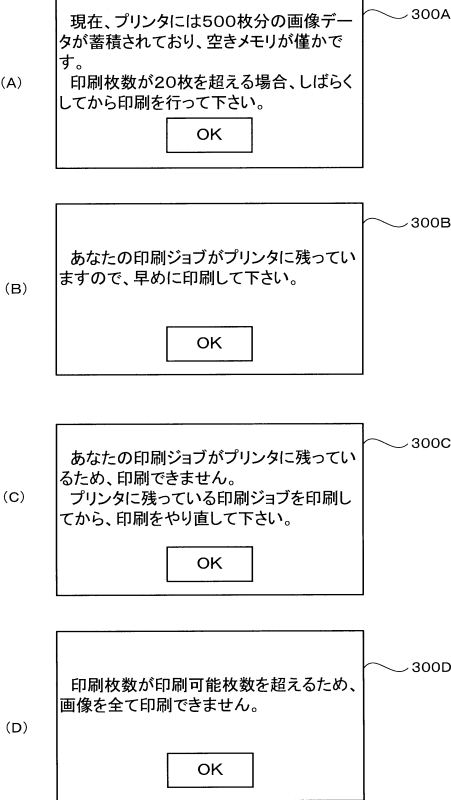 現在、プリンタには500枚分の画像デー
タが蓄積されており、空きメモリが僅かで
す。
印刷枚数が20枚を超える場合、しばらく
してから印刷を行って下さい。
OK
300A
(A)
あなたの印刷ジョブがプリンタに残ってい
ますので、早めに印刷して下さい。
OK
300B
(B)
あなたの印刷ジョブがプリンタに残ってい
るため、印刷できません。
プリンタに残っている印刷ジョブを印刷し
てから、印刷をやり直して下さい。
OK
300C
(C)
印刷枚数が印刷可能枚数を超えるため、
画像を全て印刷できません。
OK
300D
(D)